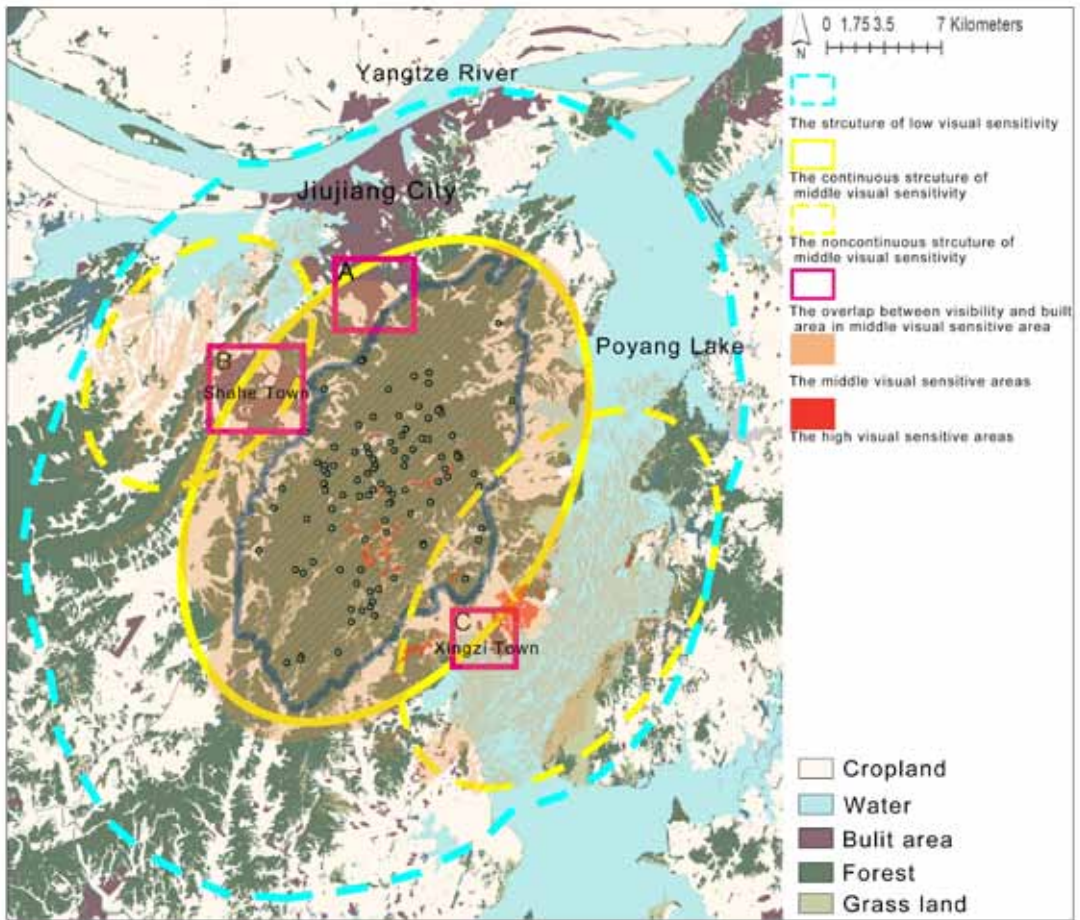 0 1.75 3.5 7 Kilometers
N
Yangtze River
Jiujiang City
A
B
Shahe Town
Poyang Lake
C
Xingzi Town
The strcuture of low visual sensitivity
The continuous strcuture of
middle visual sensitivity
The noncontinuous strcuture of
middle visual sensitivity
The overlap between visibility and built
area in middle visual sensitive area
The middle visual sensitive areas
The high visual sensitive areas
Cropland
Water
Bulit area
Forest
Grass land